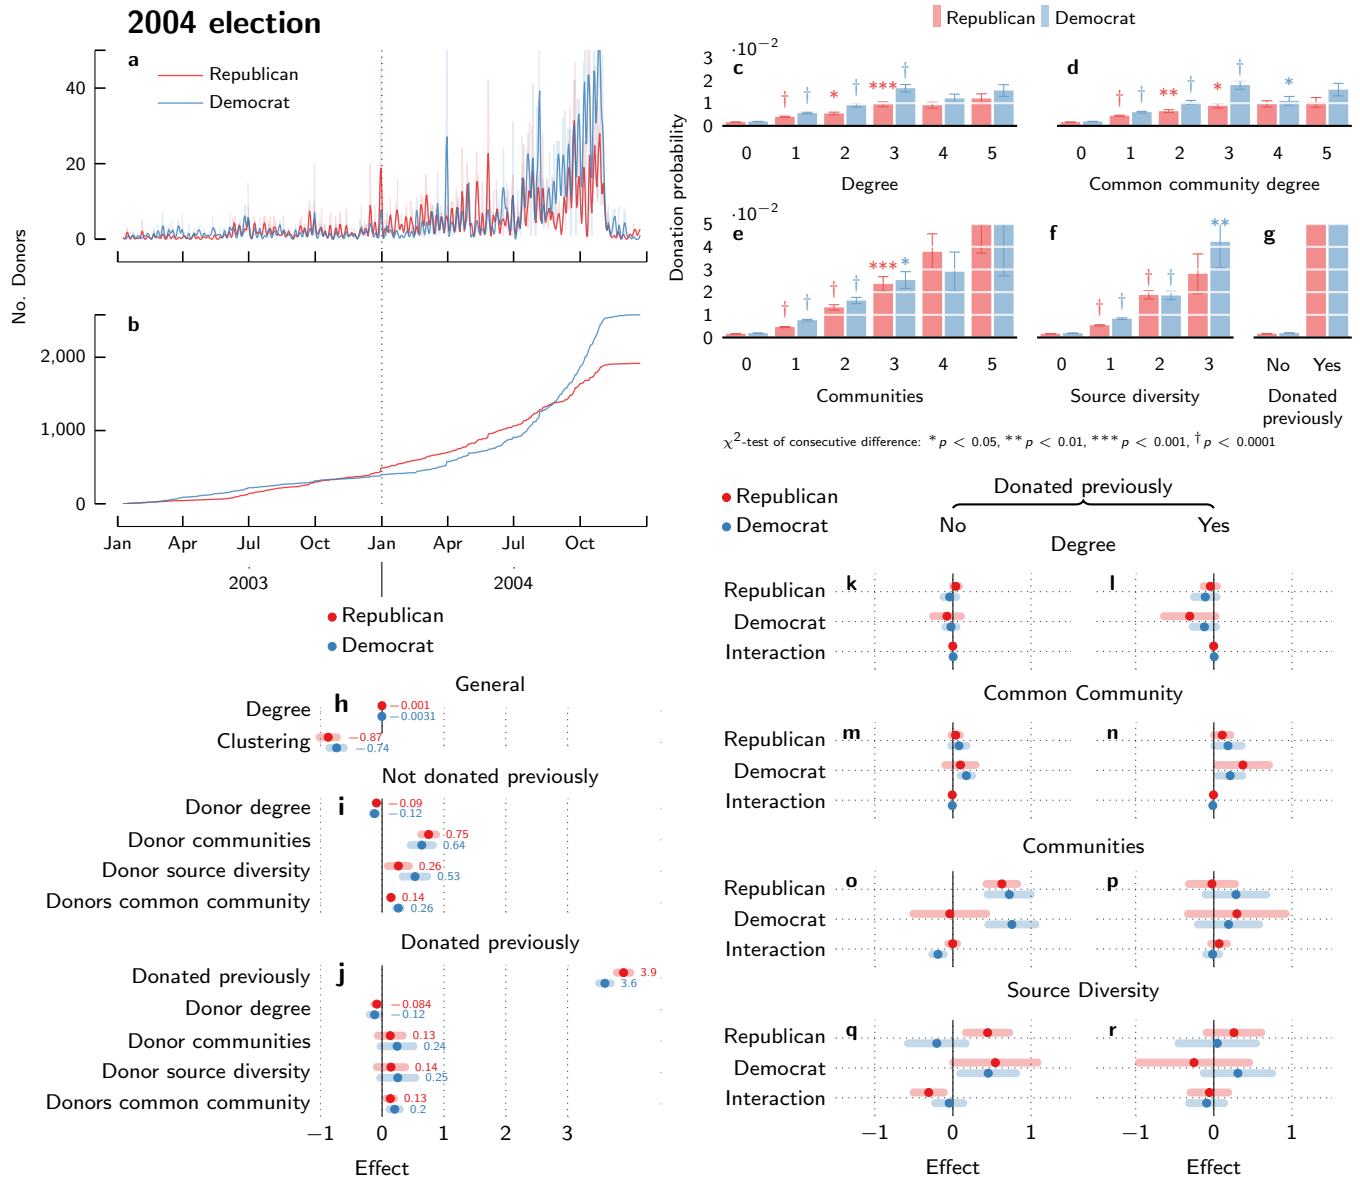 2004 election
a
Republican
Democrat
40
20
0
No. Donors
b
2,000
1,000
0
Jan Apr Jul Oct Jan Apr Jul Oct
2003 2004
Republican
Democrat
General
h
Degree −0.001
−0.0031
Clustering −0.87
−0.74
Not donated previously
i
Donor degree −0.09
−0.12
Donor communities 0.75
0.64
Donor source diversity 0.26
0.53
Donors common community 0.14
0.26
Donated previously
j
Donated previously 3.9
3.6
Donor degree −0.084
−0.12
Donor communities 0.13
0.24
Donor source diversity 0.14
0.25
Donors common community 0.13
0.2
−1 0 1 2 3
Effect
Republican Democrat
Donation probability
·10−2
3
2
1
0
c † † * † *** †
0 1 2 3 4 5
Degree
d † † ** † * † *
0 1 2 3 4 5
Common community degree
·10−2
5
4
3
2
1
0
e † † † † *** *
0 1 2 3 4 5
Communities
f † † † † **
0 1 2 3
Source diversity
g
No Yes
Donated
previously
χ2-test of consecutive difference: *p < 0.05, **p < 0.01, ***p < 0.001, †p < 0.0001
Donated previously
Republican
Democrat
No Yes
Degree
k l
Republican
Democrat
Interaction
Common Community
m n
Republican
Democrat
Interaction
Communities
o p
Republican
Democrat
Interaction
Source Diversity
q r
Republican
Democrat
Interaction
−1 0 1 −1 0 1
Effect Effect